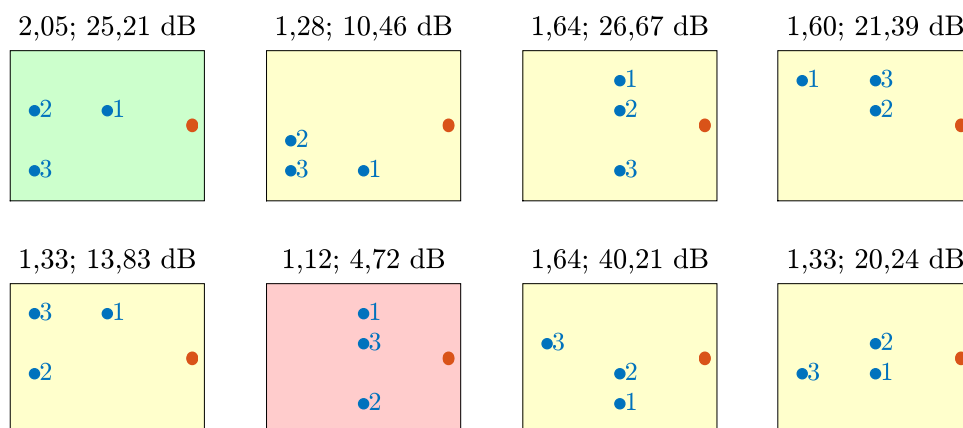 2,05; 25,21 dB 1,28; 10,46 dB 1,64; 26,67 dB 1,60; 21,39 dB
1 1 3
2 1 2 2
2
3 3 1 3
1,33; 13,83 dB 1,12; 4,72 dB 1,64; 40,21 dB 1,33; 20,24 dB
3 1 1
3 3 2
2 2 3 1
2 1